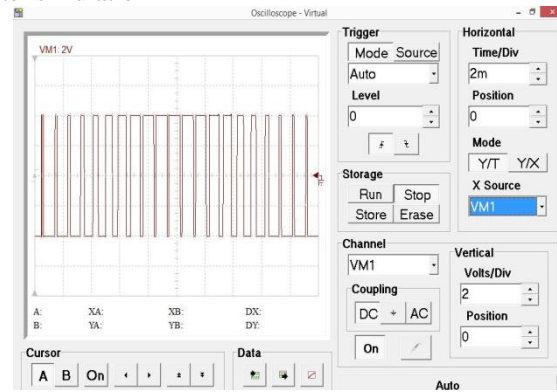 Oscilloscope - Virtual
VM1: 2V
A: XA: XB: DX:
B: YA: YB: DY:
Cursor
A B On
Data
Trigger
Mode Source
Auto
Level
0
Storage
Run Stop
Store Erase
Channel
VM1
Coupling
DC AC
On
Horizontal
Time/Div
2m
Position
0
Mode
Y/T Y/X
X Source
VM1
Vertical
Volts/Div
2
Position
0
Auto